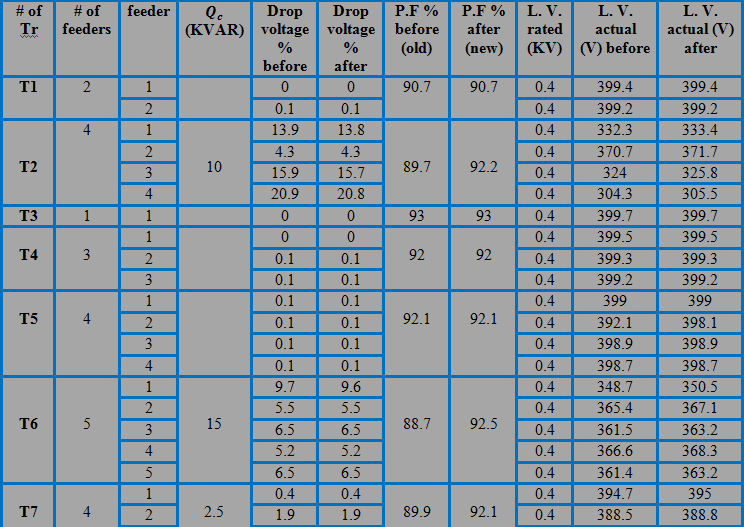 # of Tr # of feeders feeder Q_c (KVAR) Drop voltage % before Drop voltage % after P.F % before (old) P.F % after (new) L. V. rated (KV) L. V. actual (V) before L. V. actual (V) after
T1 2 1 0 0 90.7 90.7 0.4 399.4 399.4
2 0.1 0.1 0.4 399.2 399.2
T2 4 1 10 13.9 13.8 89.7 92.2 0.4 332.3 333.4
2 4.3 4.3 0.4 370.7 371.7
3 15.9 15.7 0.4 324 325.8
4 20.9 20.8 0.4 304.3 305.5
T3 1 1 0 0 93 93 0.4 399.7 399.7
T4 3 1 0 0 92 92 0.4 399.5 399.5
2 0.1 0.1 0.4 399.3 399.3
3 0.1 0.1 0.4 399.2 399.2
T5 4 1 0.1 0.1 92.1 92.1 0.4 399 399
2 0.1 0.1 0.4 392.1 398.1
3 0.1 0.1 0.4 398.9 398.9
4 0.1 0.1 0.4 398.7 398.7
T6 5 1 15 9.7 9.6 88.7 92.5 0.4 348.7 350.5
2 5.5 5.5 0.4 365.4 367.1
3 6.5 6.5 0.4 361.5 363.2
4 5.2 5.2 0.4 366.6 368.3
5 6.5 6.5 0.4 361.4 363.2
T7 4 1 2.5 0.4 0.4 89.9 92.1 0.4 394.7 395
2 1.9 1.9 0.4 388.5 388.8